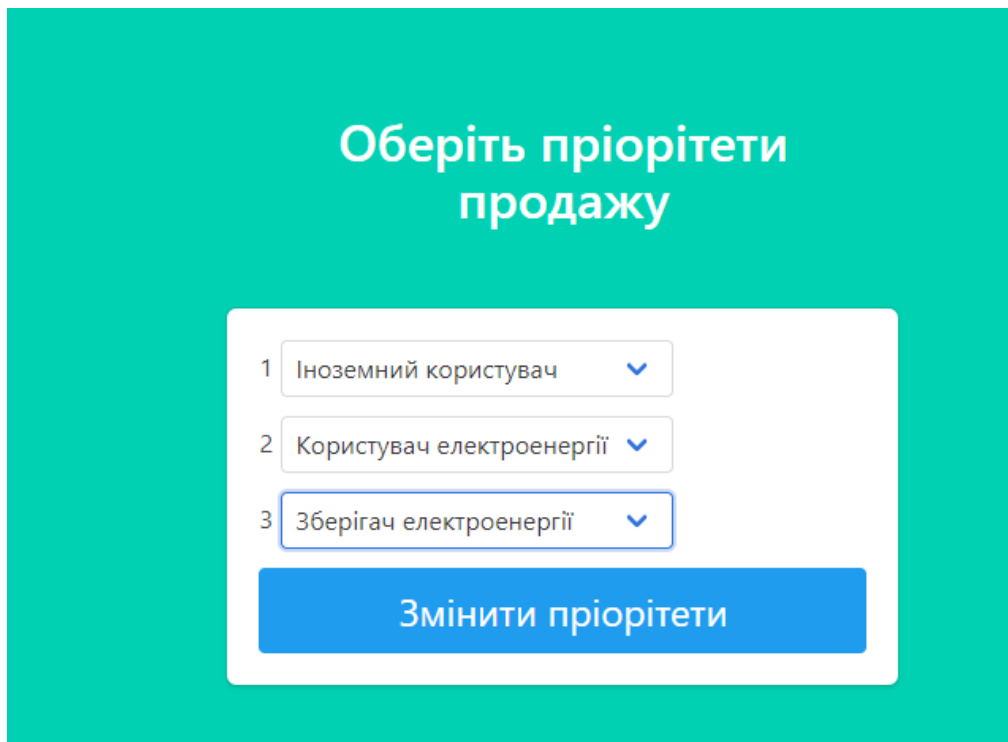 Оберіть пріорітети
продажу
1 Іноземний користувач
2 Користувач електроенергії
3 Зберігач електроенергії
Змінити пріорітети